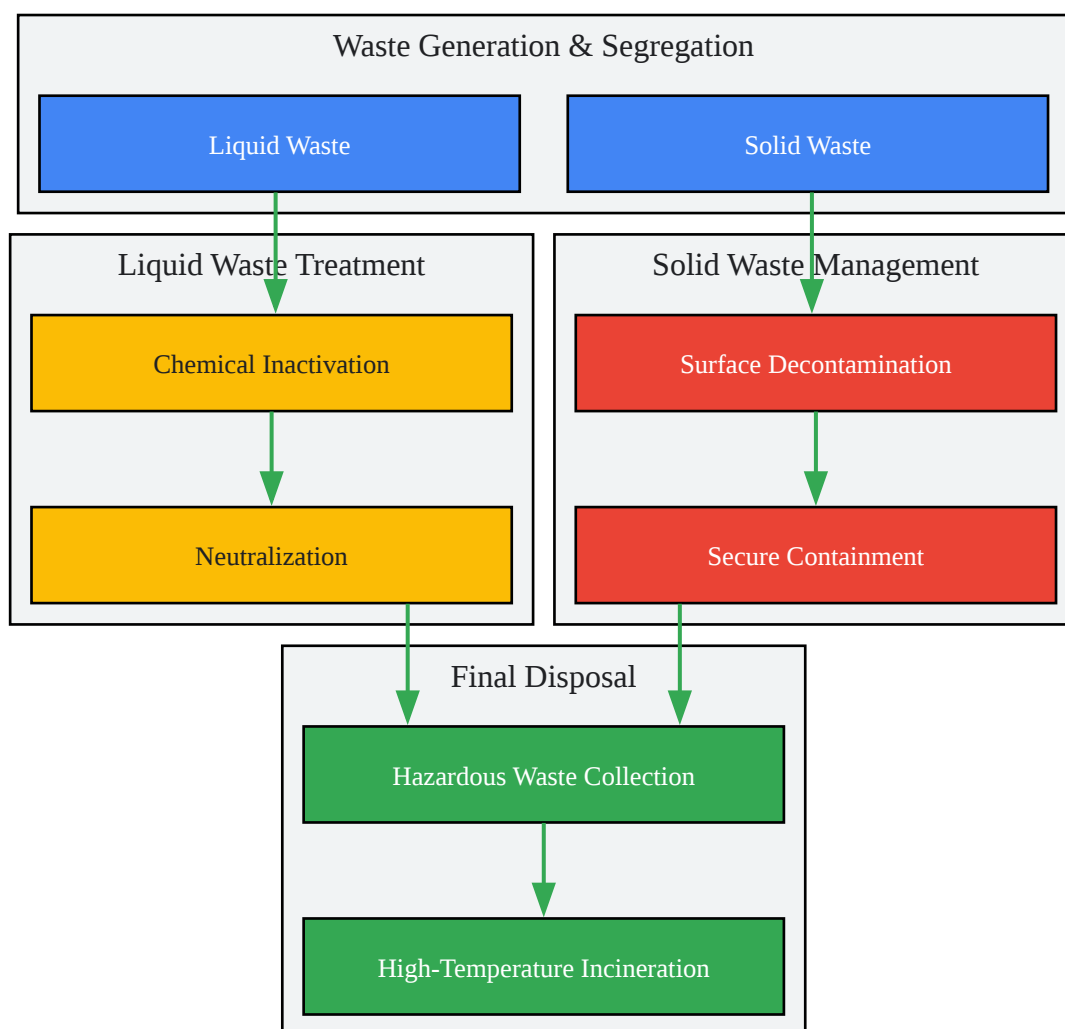 Waste Generation & Segregation
Liquid Waste
Solid Waste
Liquid Waste Treatment
Solid Waste Management
Chemical Inactivation
Surface Decontamination
Neutralization
Secure Containment
Final Disposal
Hazardous Waste Collection
High-Temperature Incineration